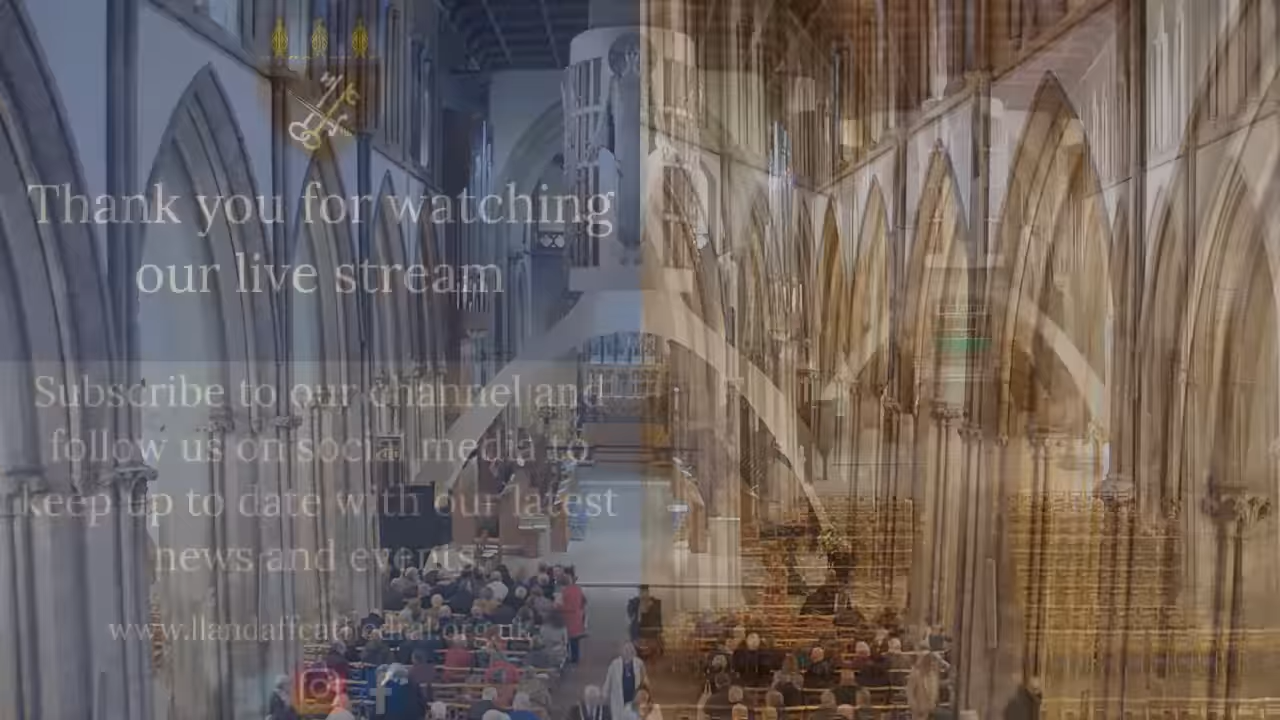 Thank you for watching
our live stream
Subscribe to our channel and
follow us on social media to
keep up to date with our latest
news and events.
www.llandaffcathedral.org.uk